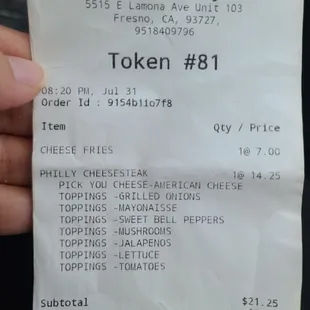 5515 E Lamona Ave Unit 103
Fresno, CA, 93727,
9518409796
Token #81
08:20 PM, Jul 31
Order Id : 9154b1io7f8
Item Qty / Price
CHEESE FRIES 1@ 7.00
PHILLY CHEESESTEAK 1@ 14.25
PICK YOU CHEESE-AMERICAN CHEESE
TOPPINGS -GRILLED ONIONS
TOPPINGS -MAYONAISSE
TOPPINGS -SWEET BELL PEPPERS
TOPPINGS -MUSHROOMS
TOPPINGS -JALAPENOS
TOPPINGS -LETTUCE
TOPPINGS -TOMATOES
Subtotal $21.25